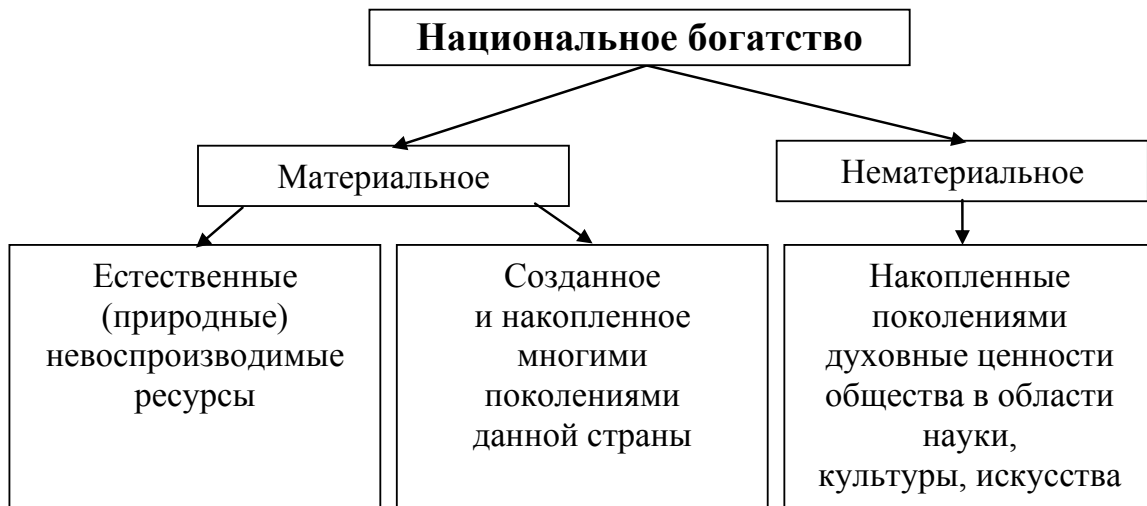 Национальное богатство
Материальное
Нематериальное
Естественные
(природные)
невоспроизводимые
ресурсы
Созданное
и накопленное
многими
поколениями
данной страны
Накопленные
поколениями
духовные ценности
общества в области
науки,
культуры, искусства